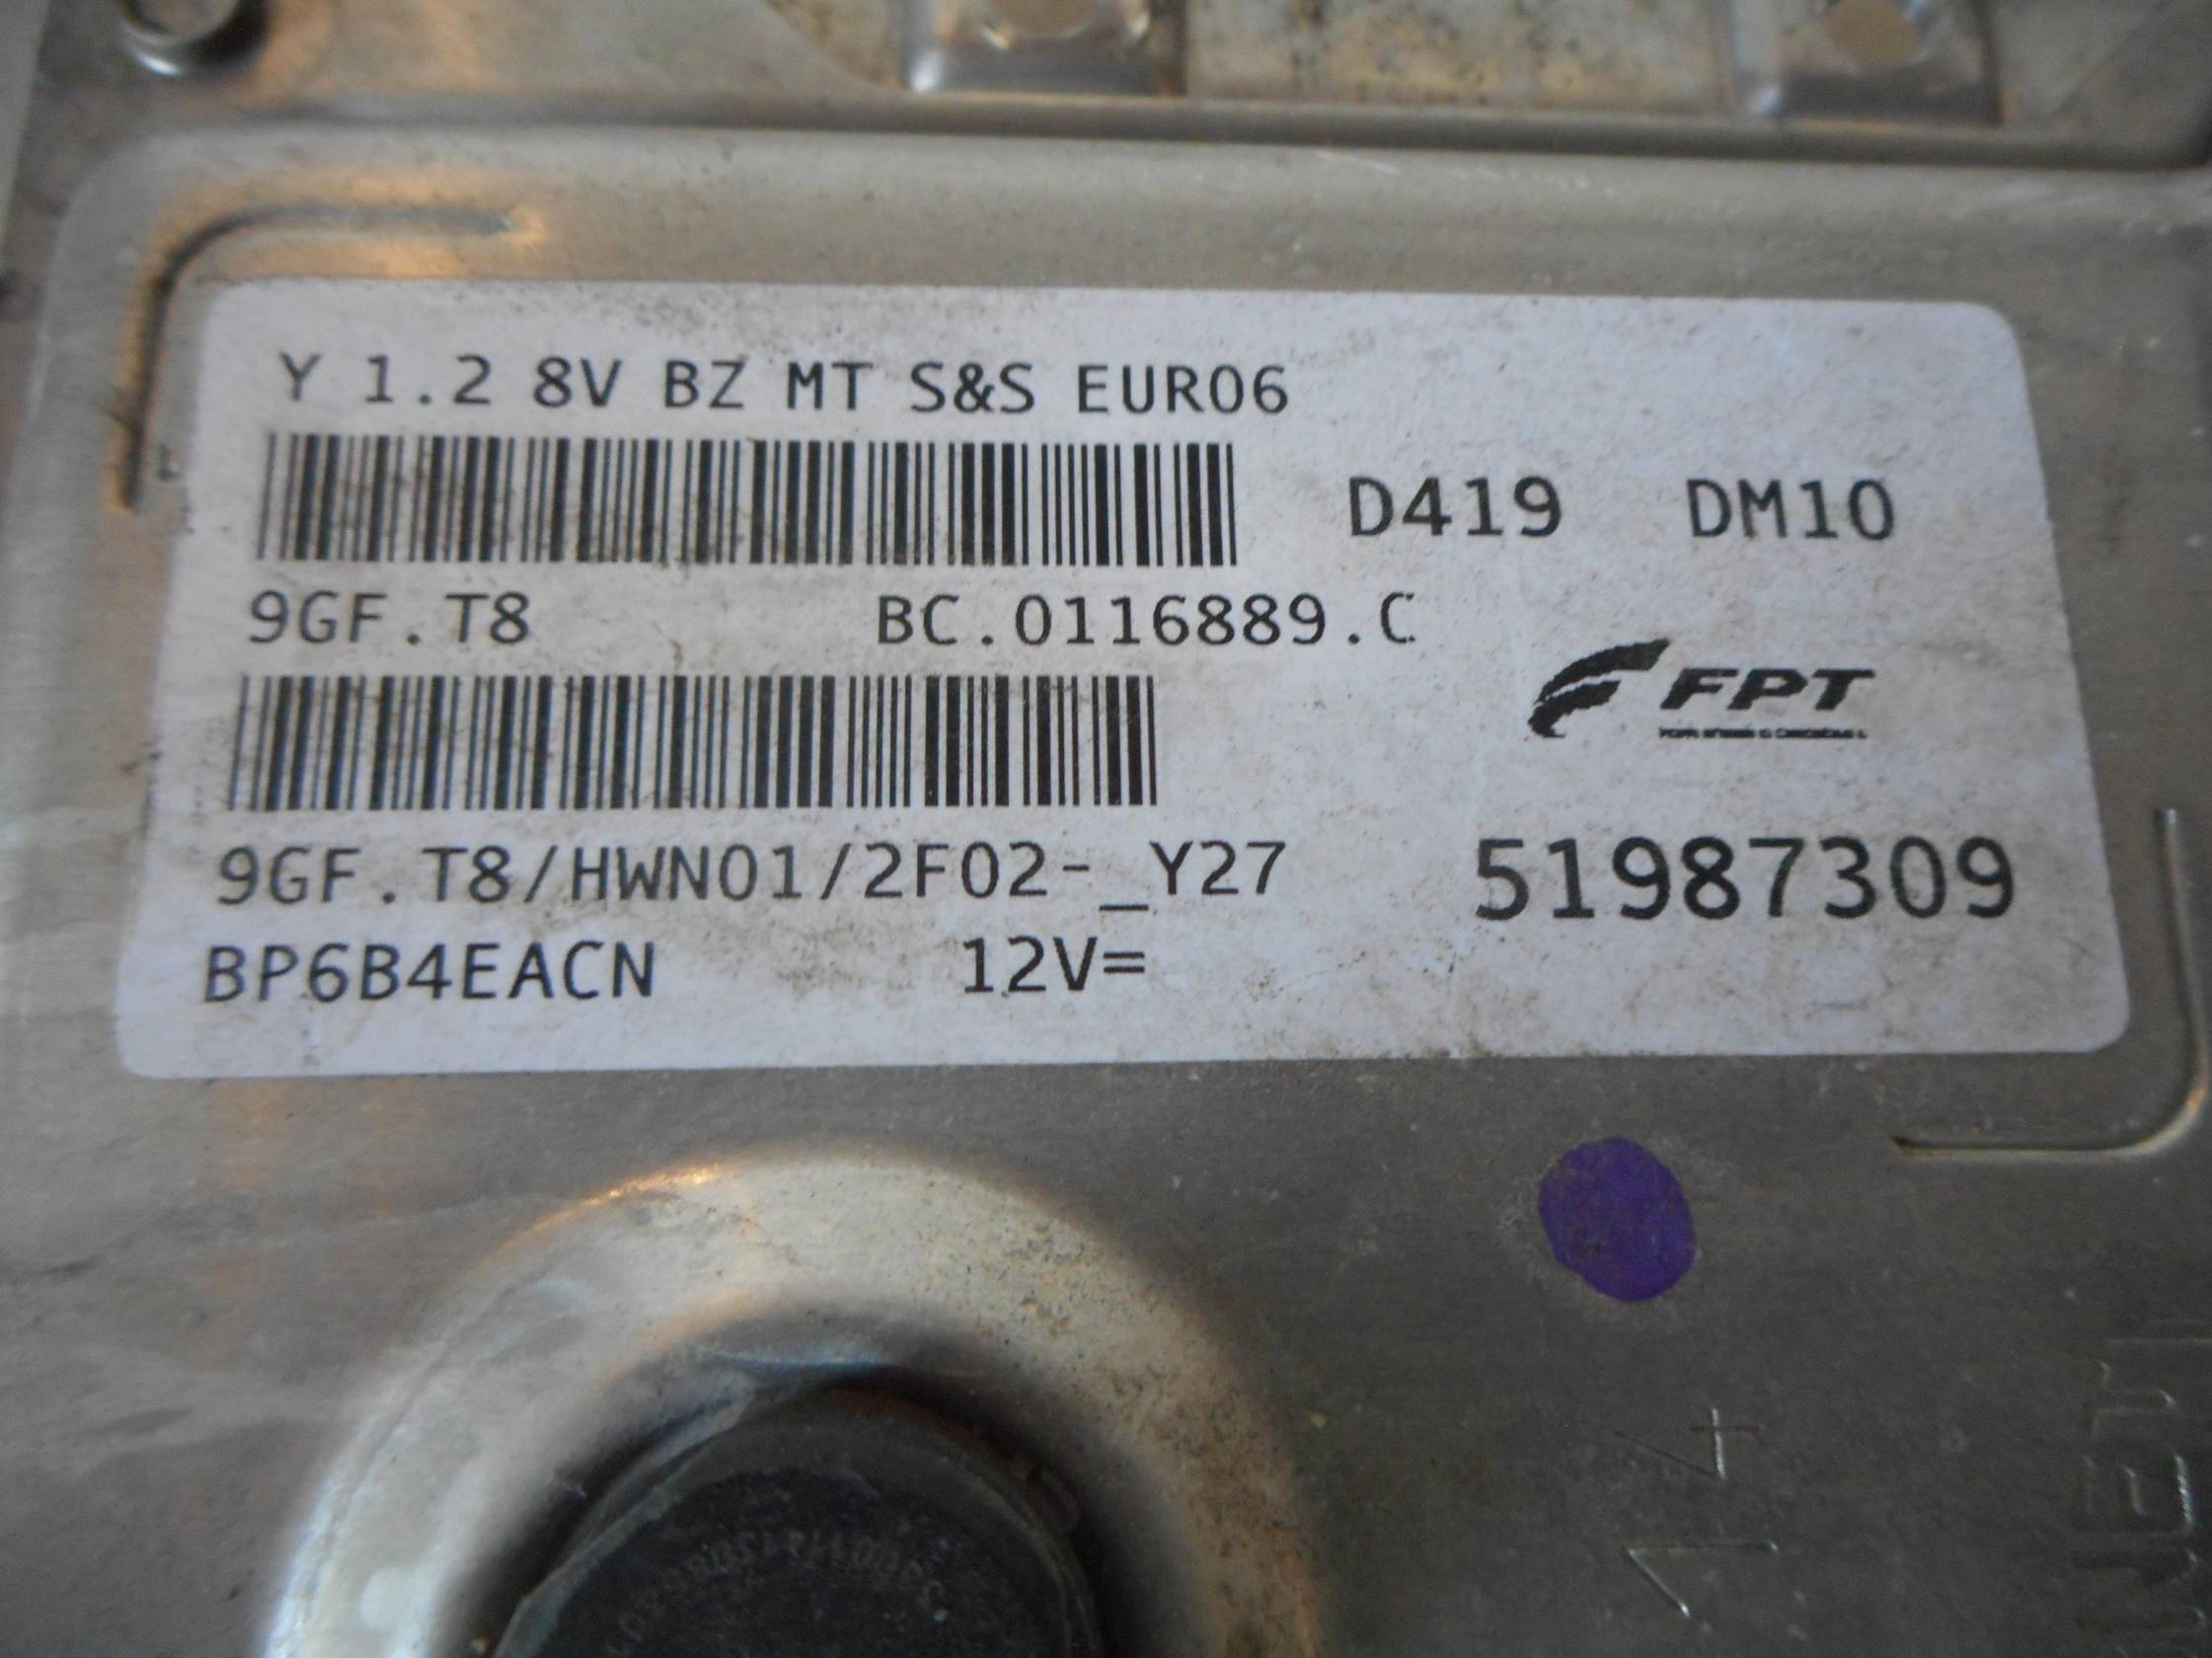 Y 1.2 8V BZ MT S&S EURO6
D419 DM10
9GF.T8 BC.0116889.C
FPT
9GF.T8/HWN01/2F02-_Y27
51987309
BP6B4EACN 12V=